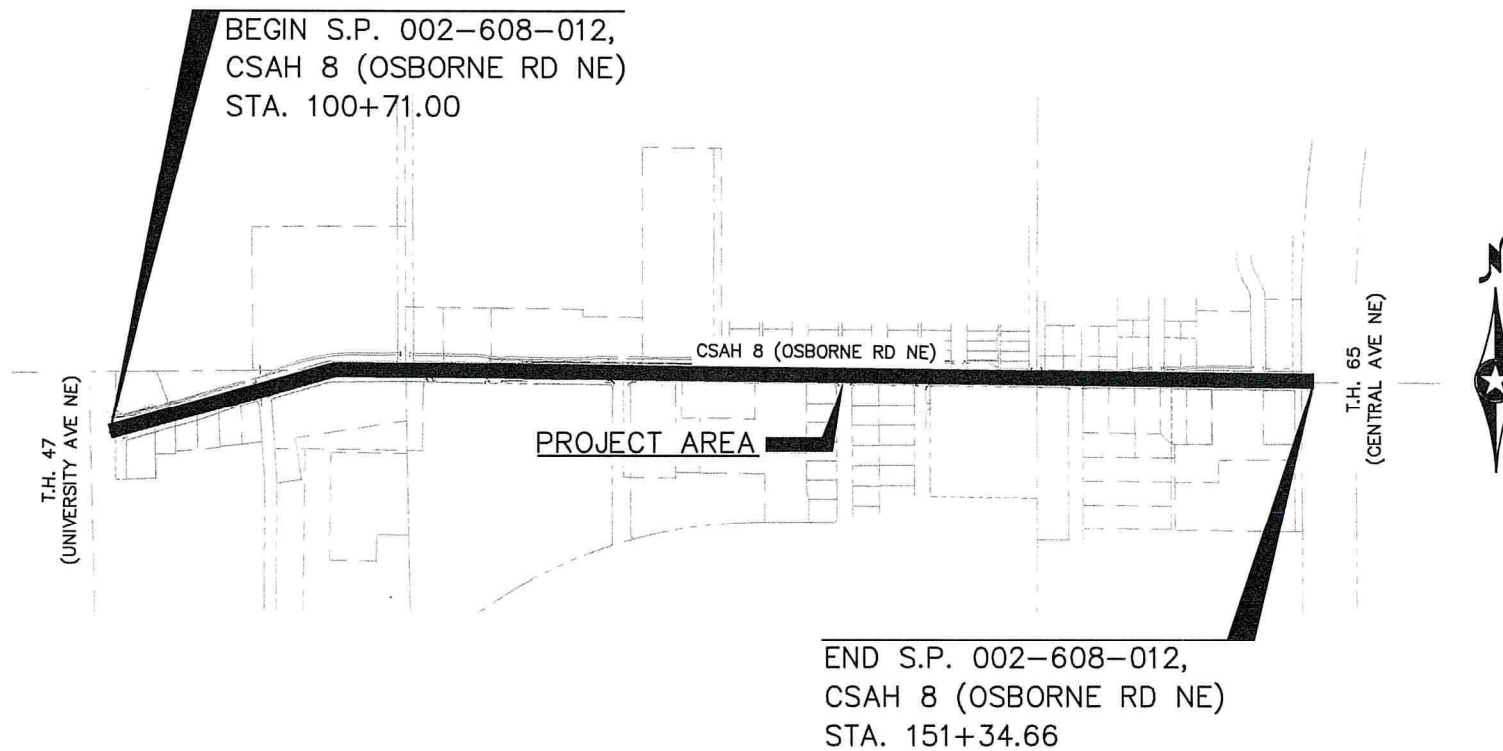 BEGIN S.P. 002-608-012,
CSAH 8 (OSBORNE RD NE)
STA. 100+71.00
N
CSAH 8 (OSBORNE RD NE)
T.H. 65
(CENTRAL AVE NE)
T.H. 47
(UNIVERSITY AVE NE)
PROJECT AREA
END S.P. 002-608-012,
CSAH 8 (OSBORNE RD NE)
STA. 151+34.66